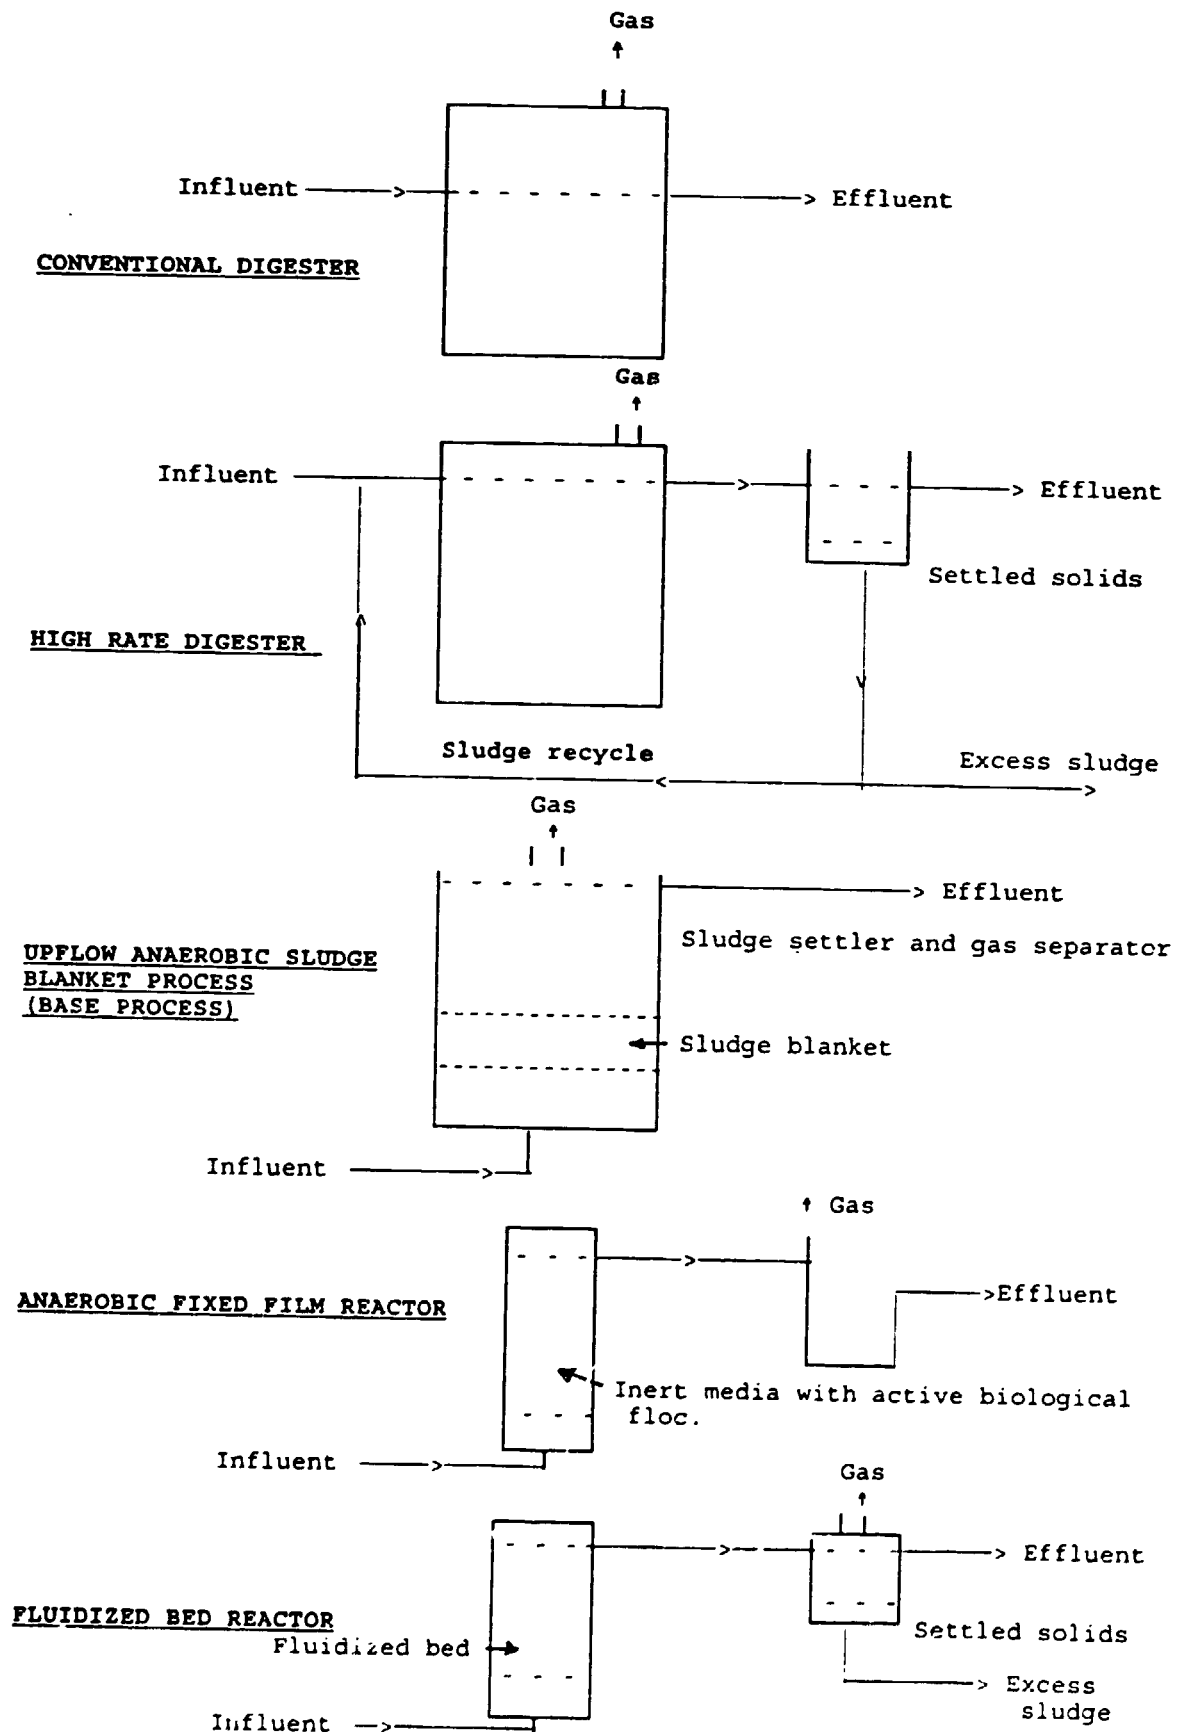 Gas
Influent
Effluent
CONVENTIONAL DIGESTER
Gas
Influent
Effluent
Settled solids
HIGH RATE DIGESTER
Sludge recycle
Excess sludge
Gas
Effluent
Sludge settler and gas separator
UPFLOW ANAEROBIC SLUDGE
BLANKET PROCESS
(BASE PROCESS)
Sludge blanket
Influent
Gas
ANAEROBIC FIXED FILM REACTOR
Effluent
Inert media with active biological
floc.
Influent
Gas
Effluent
FLUIDIZED BED REACTOR
Fluidized bed
Settled solids
Excess
sludge
Influent